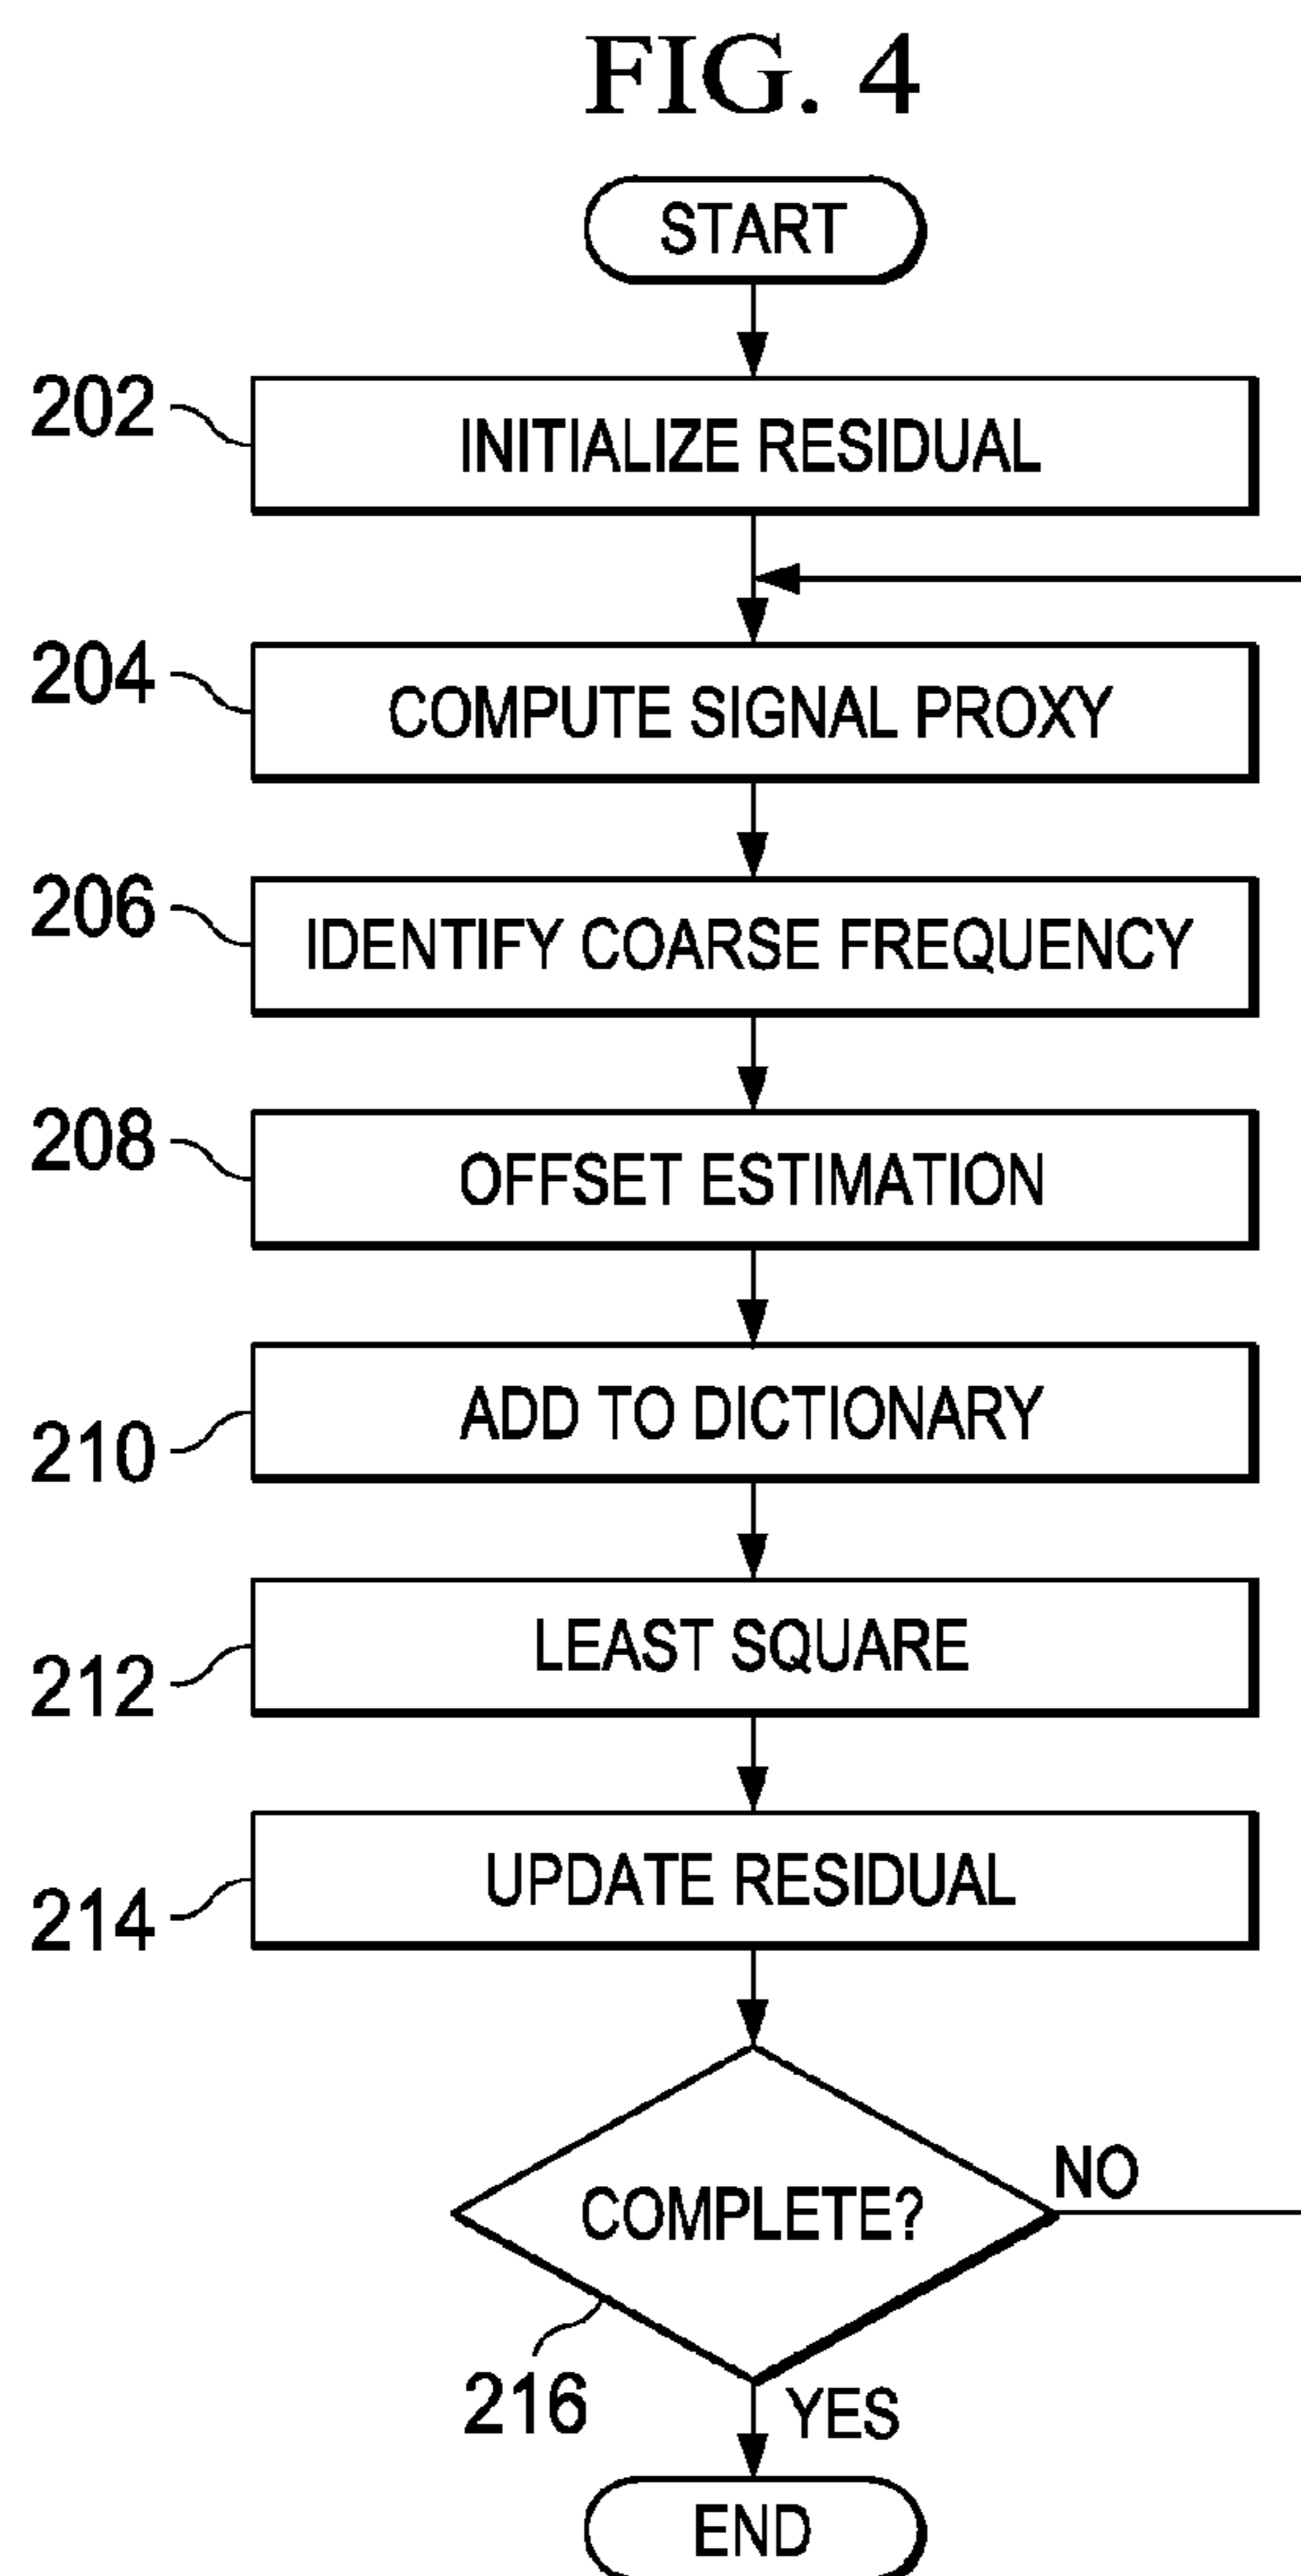 FIG. 4
START
202
INITIALIZE RESIDUAL
204
COMPUTE SIGNAL PROXY
206
IDENTIFY COARSE FREQUENCY
208
OFFSET ESTIMATION
210
ADD TO DICTIONARY
212
LEAST SQUARE
214
UPDATE RESIDUAL
NO
COMPLETE?
216
YES
END